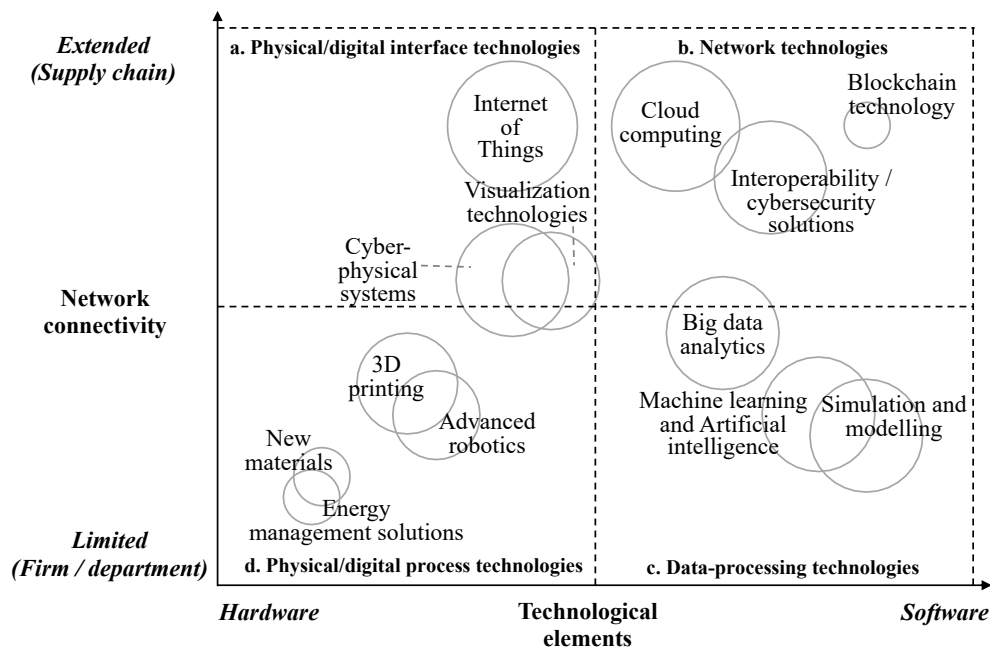 Extended
(Supply chain)
a. Physical/digital interface technologies
b. Network technologies
Internet
of
Things
Cloud
computing
Blockchain
technology
Interoperability /
cybersecurity
solutions
Visualization
technologies
Cyber-
physical
systems
Network
connectivity
Big data
analytics
3D
printing
Advanced
robotics
Machine learning
and Artificial
intelligence
Simulation and
modelling
New
materials
Energy
management solutions
Limited
(Firm / department)
d. Physical/digital process technologies
c. Data-processing technologies
Hardware
Technological
elements
Software